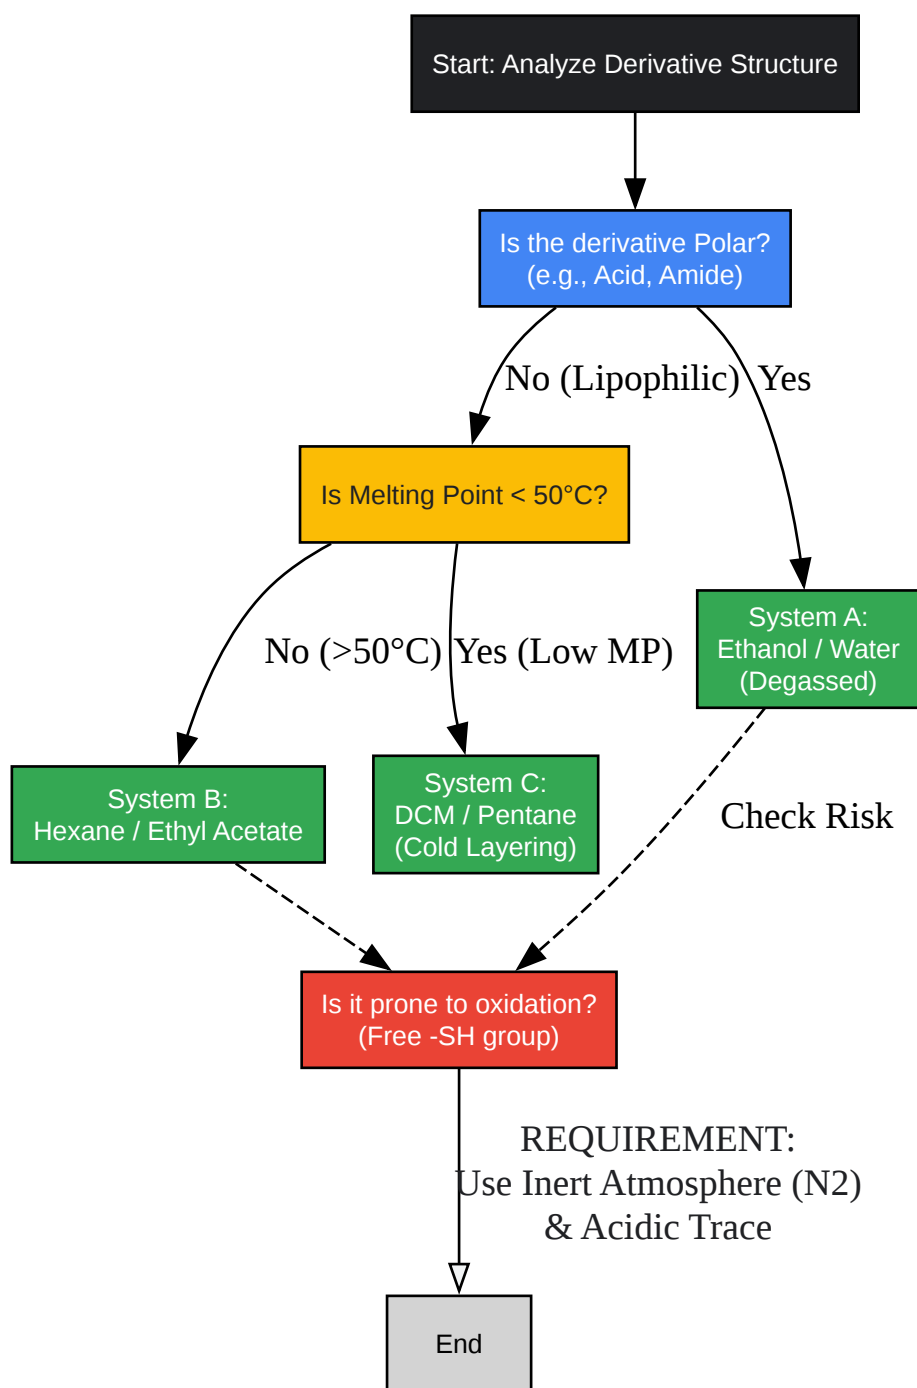 Start: Analyze Derivative Structure
Is the derivative Polar?
(e.g., Acid, Amide)
No (Lipophilic)
Yes
Is Melting Point < 50°C?
System A:
Ethanol / Water
(Degassed)
No (>50°C)
Yes (Low MP)
System B:
Hexane / Ethyl Acetate
System C:
DCM / Pentane
(Cold Layering)
Check Risk
Is it prone to oxidation?
(Free -SH group)
REQUIREMENT:
Use Inert Atmosphere (N2)
& Acidic Trace
End